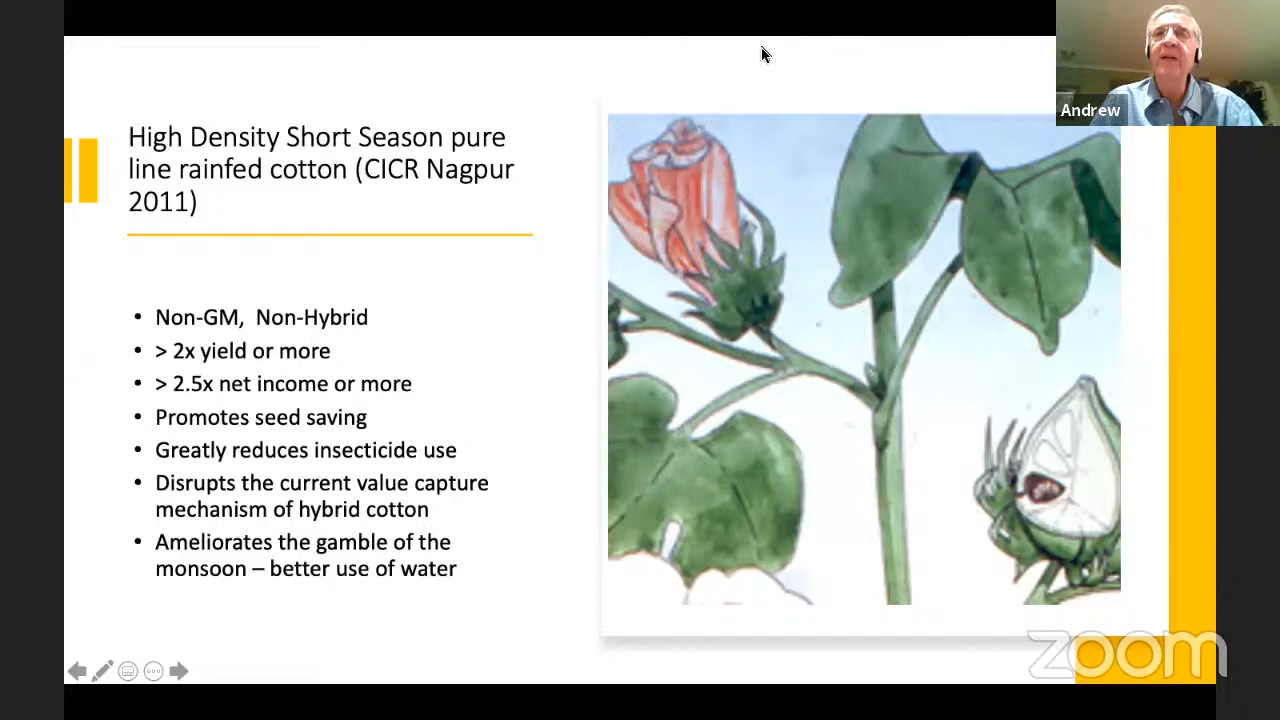 Andrew
High Density Short Season pure
line rainfed cotton (CICR Nagpur
2011)
• Non-GM, Non-Hybrid
• > 2x yield or more
• > 2.5x net income or more
• Promotes seed saving
• Greatly reduces insecticide use
• Disrupts the current value capture
mechanism of hybrid cotton
• Ameliorates the gamble of the
monsoon – better use of water
zoom